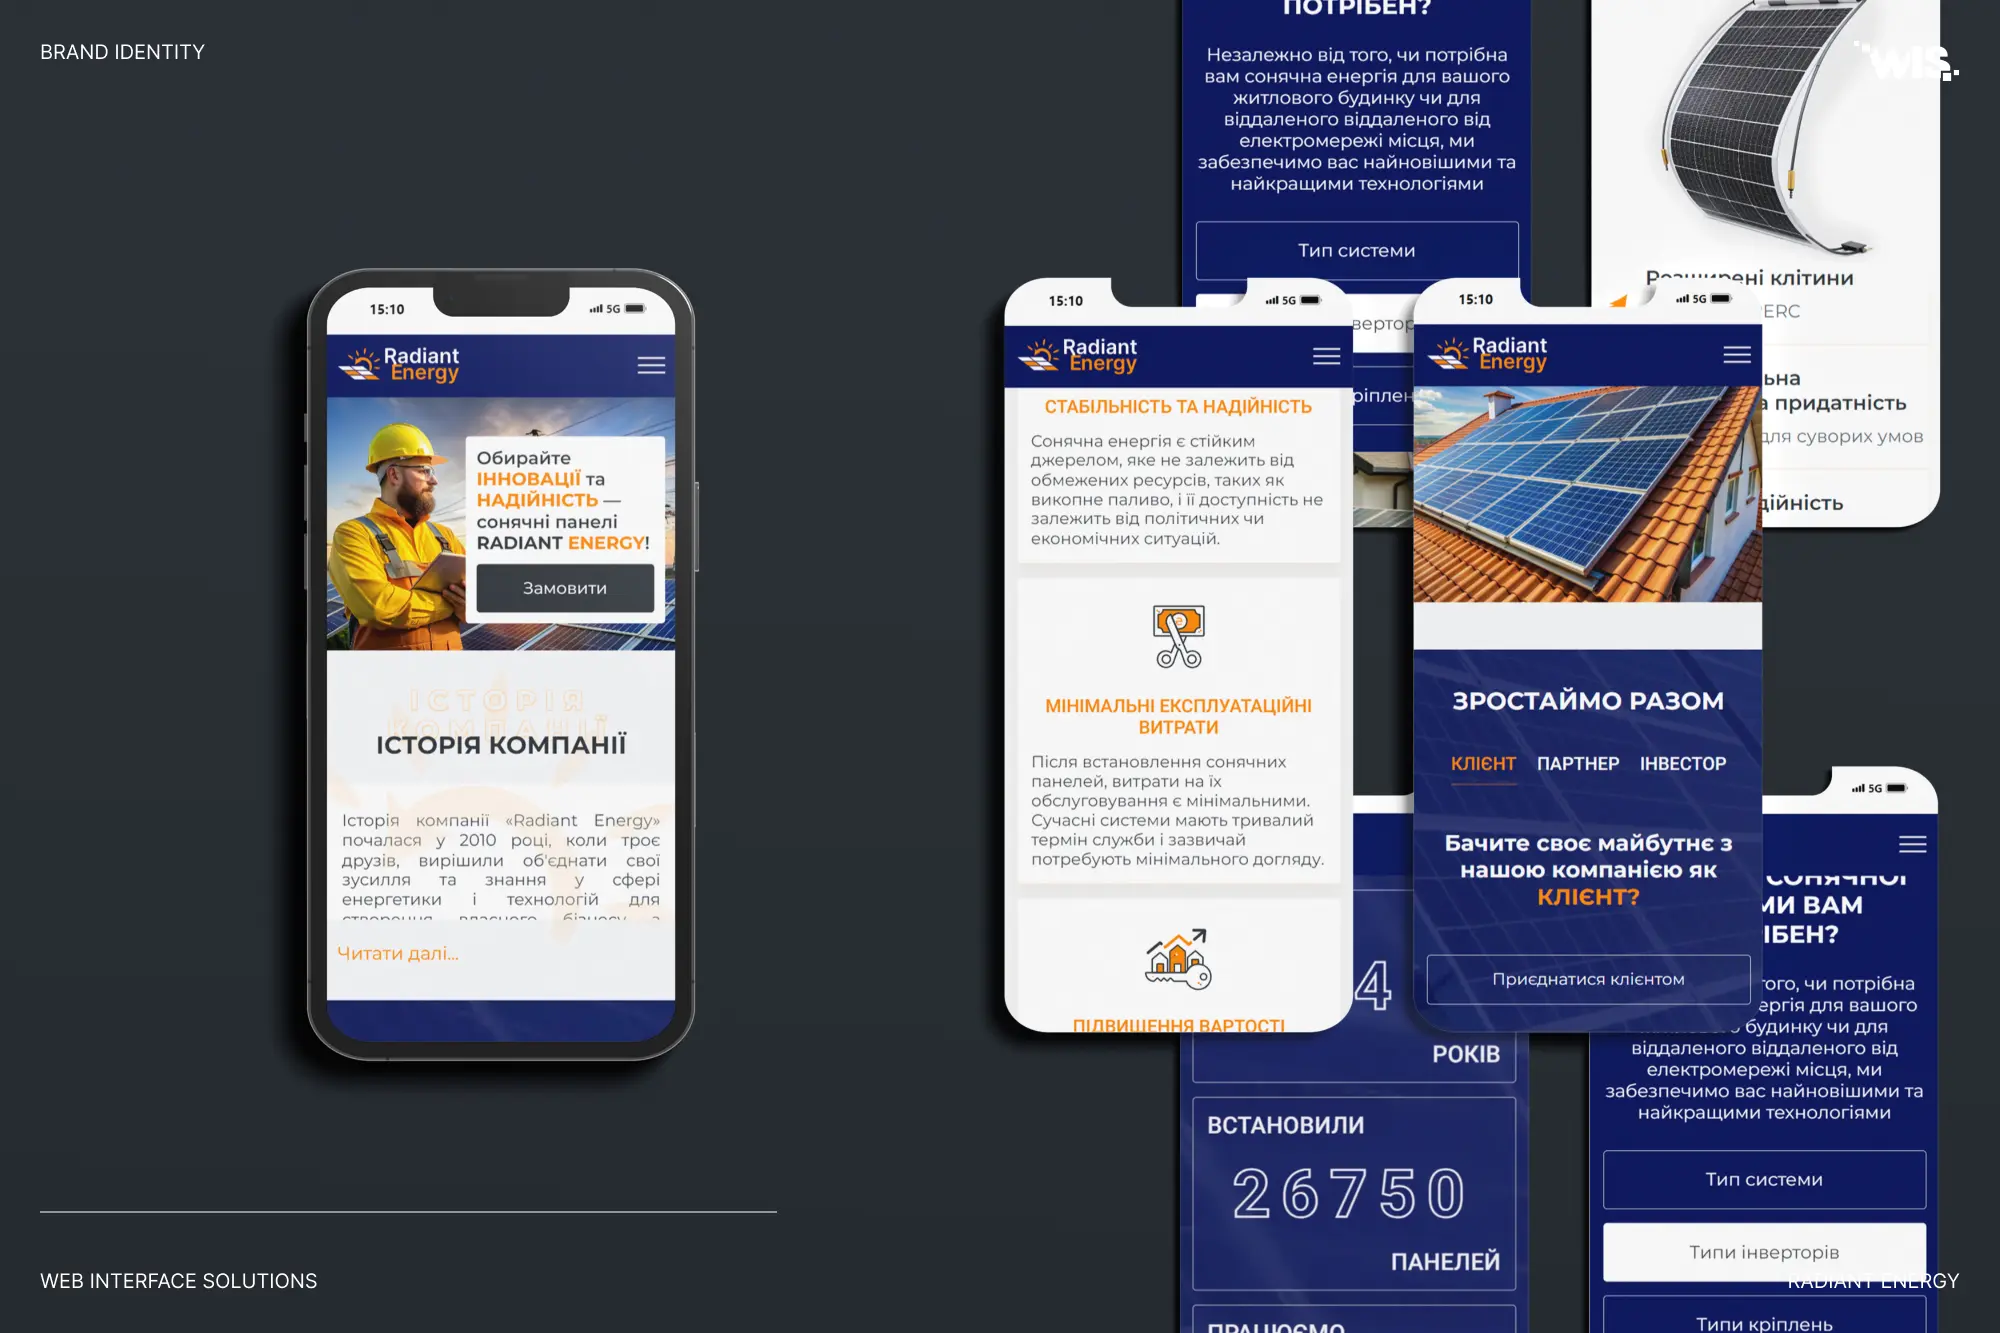 BRAND IDENTITY
wis.
15:10
5G
Radiant
Energy
Обирайте
ІННОВАЦІЇ та
НАДІЙНІСТЬ —
сонячні панелі
RADIANT ENERGY!
Замовити
ІСТОРІЯ
КОМПАНІЇ
ІСТОРІЯ КОМПАНІЇ
Історія компанії «Radiant Energy»
почалася у 2010 році, коли троє
друзів, вирішили об'єднати свої
зусилля та знання у сфері
енергетики і технологій для
створення власного бізнесу з
Читати далі...
15:10
5G
Radiant
Energy
СТАБІЛЬНІСТЬ ТА НАДІЙНІСТЬ
Сонячна енергія є стійким
джерелом, яке не залежить від
обмежених ресурсів, таких як
викопне паливо, і її доступність не
залежить від політичних чи
економічних ситуацій.
МІНІМАЛЬНІ ЕКСПЛУАТАЦІЙНІ
ВИТРАТИ
Після встановлення сонячних
панелей, витрати на їх
обслуговування є мінімальними.
Сучасні системи мають тривалий
термін служби і зазвичай
потребують мінімального догляду.
ПІДВИЩЕННЯ ВАРТОСТІ
ПОТРІБЕН?
Незалежно від того, чи потрібна
вам сонячна енергія для вашого
житлового будинку чи для
віддаленого віддаленого від
електромережі місця, ми
забезпечимо вас найновішими та
найкращими технологіями
Тип системи
15:10
5G
Radiant
Energy
ЗРОСТАЙМО РАЗОМ
КЛІЄНТ ПАРТНЕР ІНВЕСТОР
Бачите своє майбутнє з
нашою компанією як
КЛІЄНТ?
Приєднатися клієнтом
Розширені клітини
ERC
ьна
а придатність
для суворих умов
дійність
4
РОКІВ
ВСТАНОВИЛИ
26750
ПАНЕЛЕЙ
ПРАЦЮЄМО
5G
СОНЯЧНОЇ
МИ ВАМ
ІБЕН?
того, чи потрібна
ергія для вашого
будинку чи для
віддаленого віддаленого від
електромережі місця, ми
забезпечимо вас найновішими та
найкращими технологіями
Тип системи
Типи інверторів
Типи кріплень
WEB INTERFACE SOLUTIONS
RADIANT ENERGY